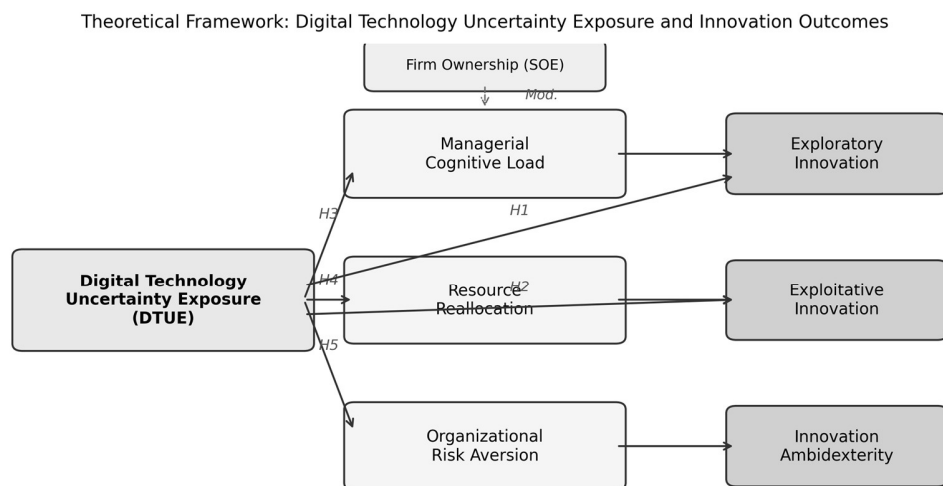 Theoretical Framework: Digital Technology Uncertainty Exposure and Innovation Outcomes
Firm Ownership (SOE)
Mod.
Managerial
Cognitive Load
Exploratory
Innovation
H3
H1
Digital Technology
Uncertainty Exposure
(DTUE)
H4
H2
Resource
Reallocation
Exploitative
Innovation
H5
Organizational
Risk Aversion
Innovation
Ambidexterity